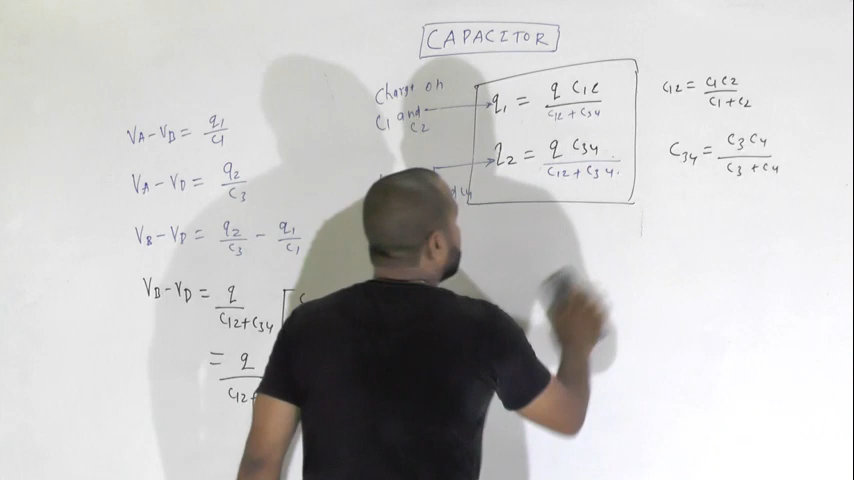 CAPACITOR
VA-VB = q1/C1
VA-VD = q2/C3
VB-VD = q2/C3 - q1/C1
VB-VD = q/C12+C34 [
= q/C12+
Charge on
C1 and
C2
q1 = q C12/C12+C34
q2 = q C34/C12+C34
C12 = C1C2/C1+C2
C34 = C3C4/C3+C4